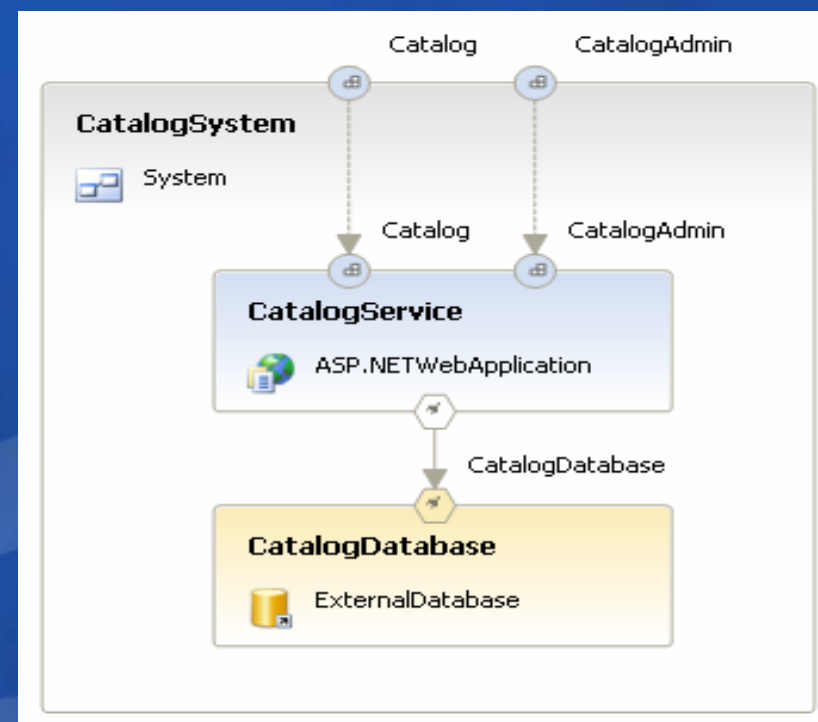 Catalog CatalogAdmin
CatalogSystem
System
Catalog CatalogAdmin
CatalogService
ASP.NETWebApplication
CatalogDatabase
CatalogDatabase
ExternalDatabase